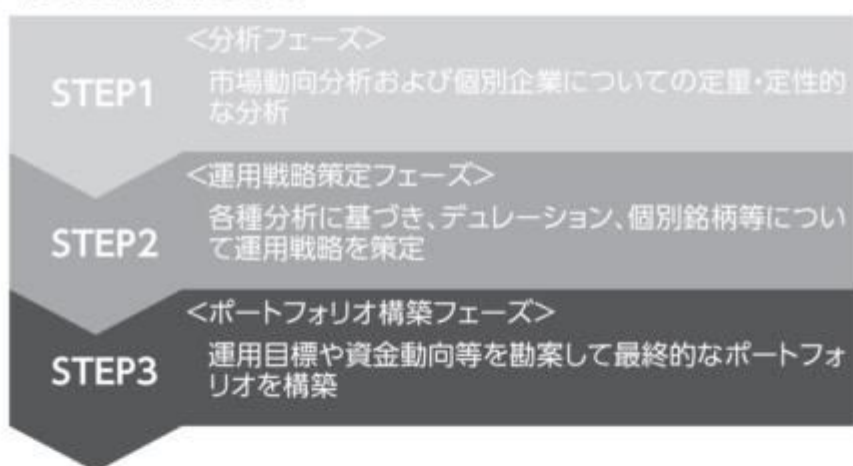 <分析フェーズ>
STEP1
市場動向分析および個別企業についての定量・定性的
な分析
<運用戦略策定フェーズ>
STEP2
各種分析に基づき、デュレーション、個別銘柄等につい
て運用戦略を策定
<ポートフォリオ構築フェーズ>
STEP3
運用目標や資金動向等を勘案して最終的なポートフォ
リオを構築